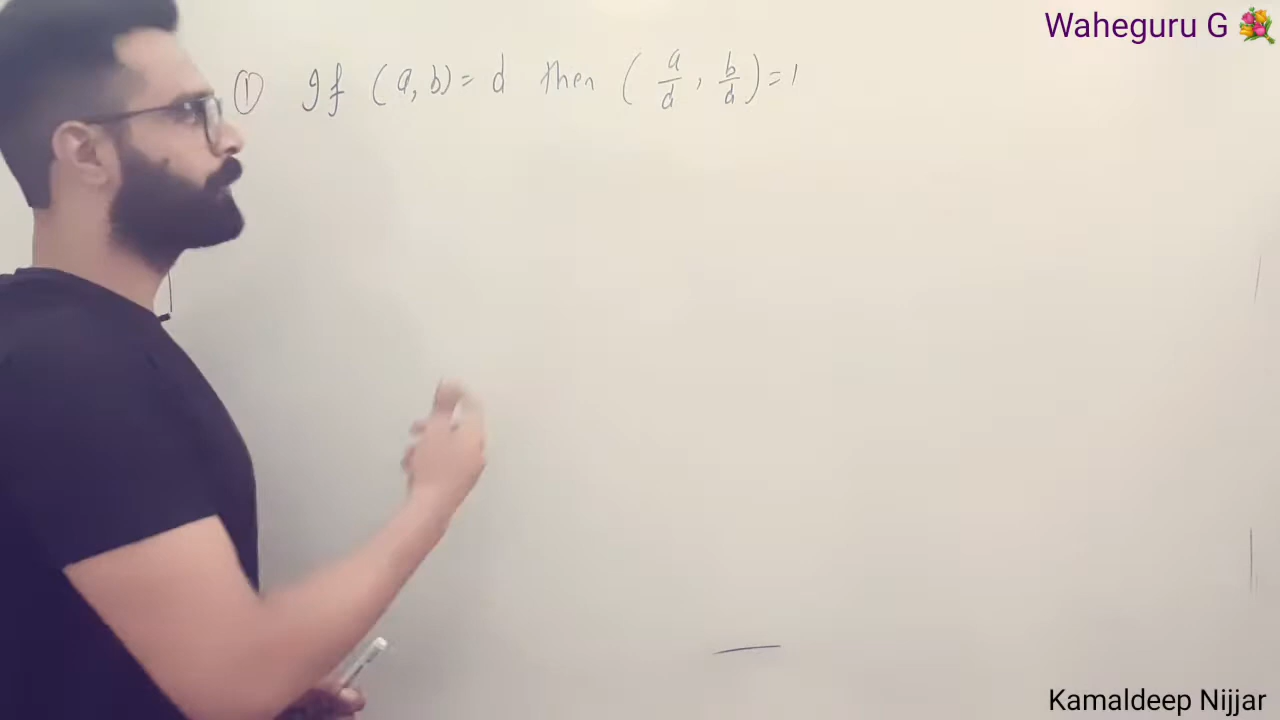 Waheguru G 💐
① If (a, b) = d then (a/d, b/d) = 1
Kamaldeep Nijjar